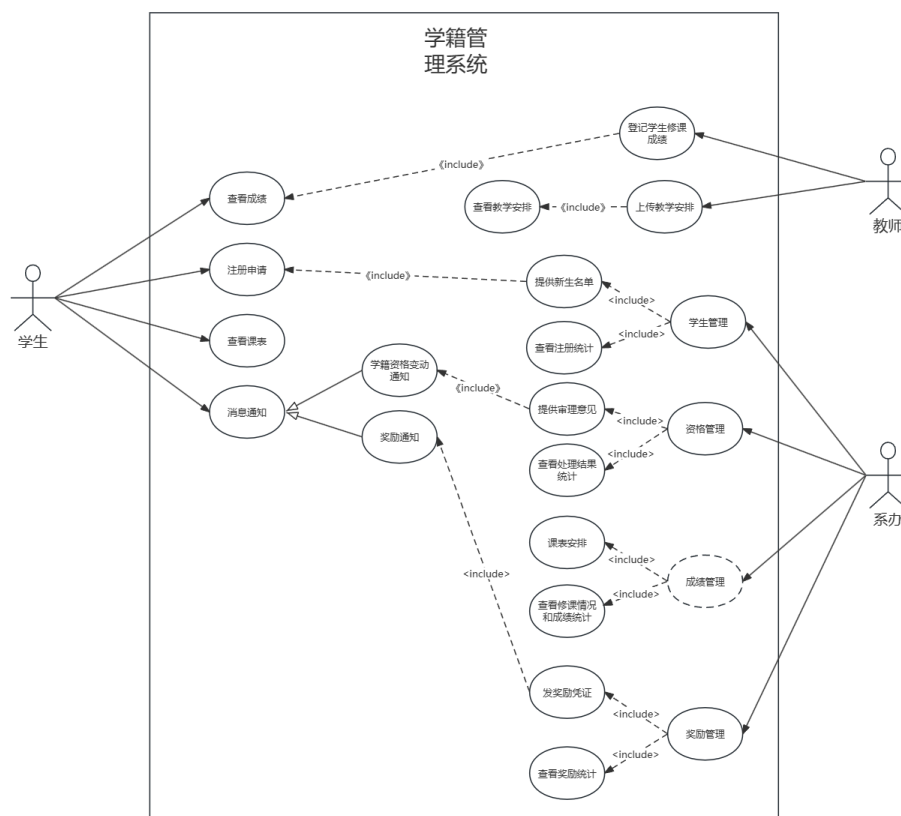 学籍管
理系统
登记学生修课
成绩
《include》
查看成绩
查看教学安排
《include》
上传教学安排
教师
注册申请
《include》
提供新生名单
<include>
学生管理
学生
查看课表
查看注册统计
<include>
学籍资格变动
通知
《include》
提供审理意见
<include>
资格管理
消息通知
奖励通知
查看处理结果
统计
<include>
系办
课表安排
<include>
成绩管理
<include>
查看修课情况
和成绩统计
<include>
发奖励凭证
<include>
奖励管理
<include>
查看奖励统计